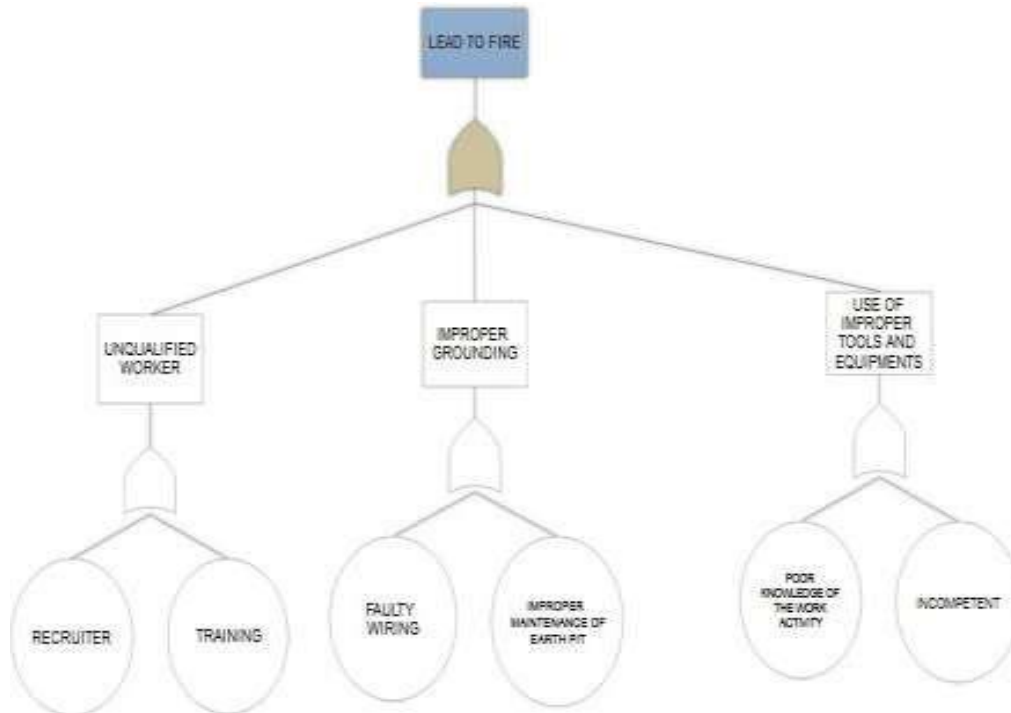 LEAD TO FIRE
UNQUALIFIED
WORKER
IMPROPER
GROUNDING
USE OF
IMPROPER
TOOLS AND
EQUIPMENTS
RECRUITER
TRAINING
FAULTY
WIRING
IMPROPER
MAINTENANCE OF
EARTH PIT
POOR
KNOWLEDGE OF
THE WORK
ACTIVITY
INCOMPETENT